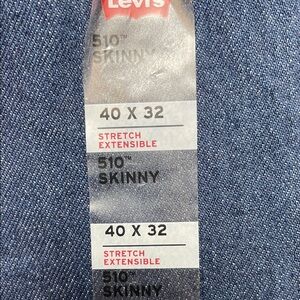 Levi's
510™
SKINNY
40 X 32
STRETCH
EXTENSIBLE
510™
SKINNY
40 X 32
STRETCH
EXTENSIBLE
510™
SKINNY